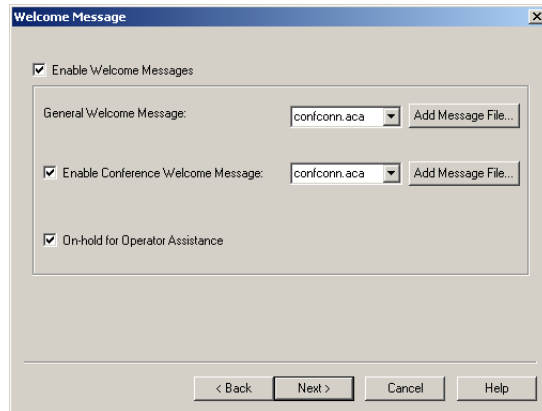 Welcome Message
Enable Welcome Messages
General Welcome Message: confconn.aca Add Message File...
Enable Conference Welcome Message: confconn.aca Add Message File...
On-hold for Operator Assistance
< Back Next > Cancel Help